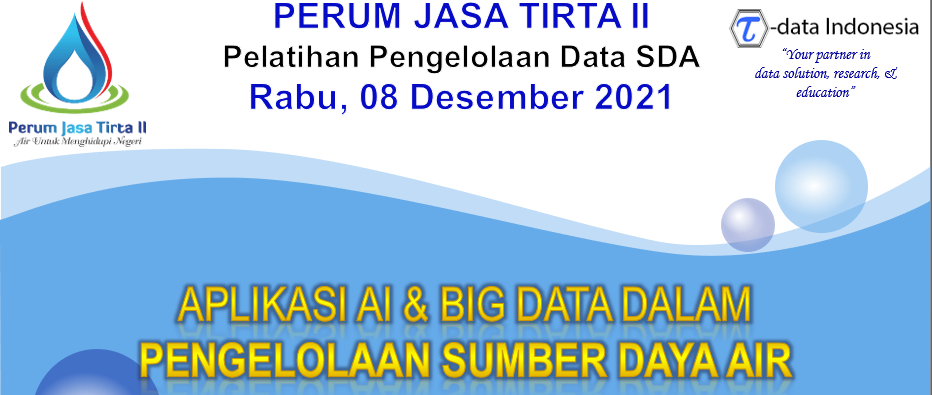 PERUM JASA TIRTA II
Pelatihan Pengelolaan Data SDA
Rabu, 08 Desember 2021
Perum Jasa Tirta II
Air Untuk Menghidupi Negeri
τ-data Indonesia
“Your partner in
data solution, research, &
education”
APLIKASI AI & BIG DATA DALAM
PENGELOLAAN SUMBER DAYA AIR